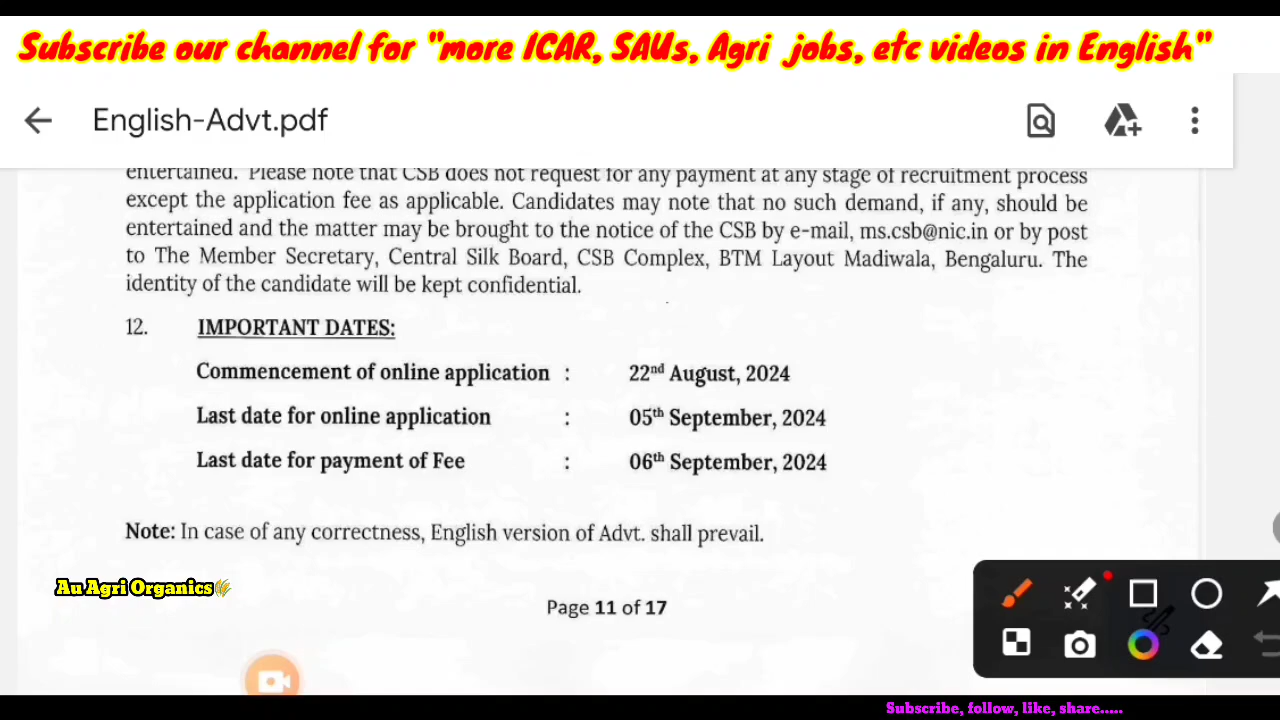 Subscribe our channel for "more ICAR, SAUs, Agri jobs, etc videos in English"
English-Advt.pdf
entertained. Please note that CSB does not request for any payment at any stage of recruitment process
except the application fee as applicable. Candidates may note that no such demand, if any, should be
entertained and the matter may be brought to the notice of the CSB by e-mail, ms.csb@nic.in or by post
to The Member Secretary, Central Silk Board, CSB Complex, BTM Layout Madiwala, Bengaluru. The
identity of the candidate will be kept confidential.
12. IMPORTANT DATES:
Commencement of online application : 22nd August, 2024
Last date for online application : 05th September, 2024
Last date for payment of Fee : 06th September, 2024
Note: In case of any correctness, English version of Advt. shall prevail.
Au Agri Organics
Page 11 of 17
Subscribe, follow, like, share.....